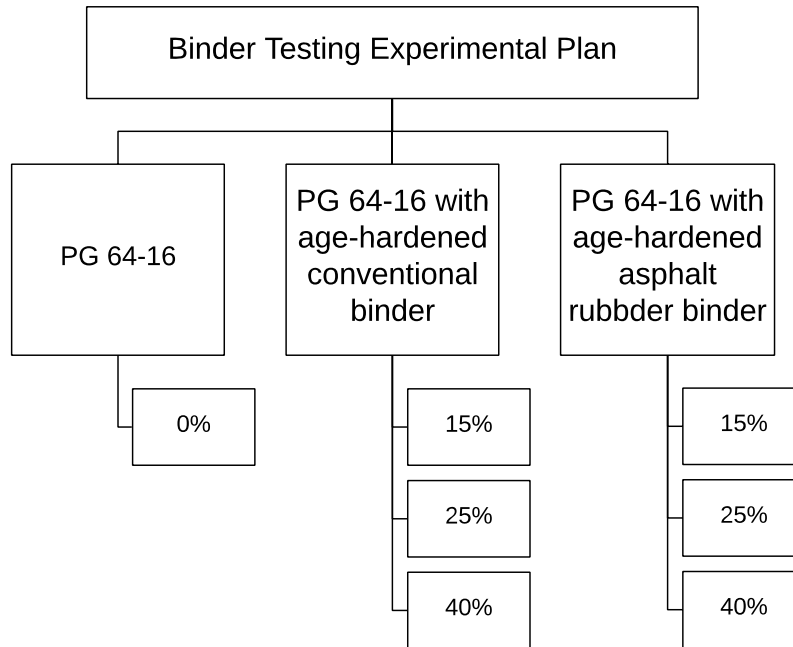 Binder Testing Experimental Plan
PG 64-16
0%
PG 64-16 with
age-hardened
conventional
binder
15%
25%
40%
PG 64-16 with
age-hardened
asphalt
rubbder binder
15%
25%
40%